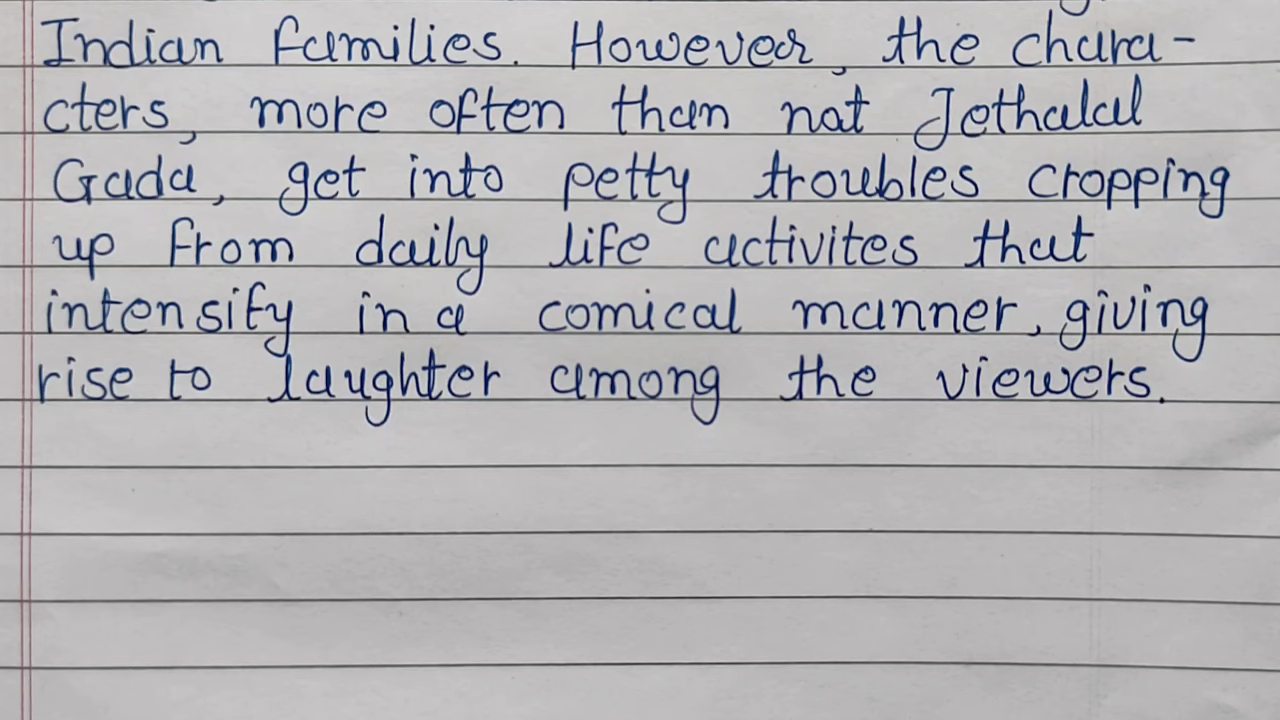 Indian families. However, the chara-
cters, more often than not Jethalal
Gada, get into petty troubles cropping
up from daily life activites that
intensify in a comical manner, giving
rise to laughter among the viewers.